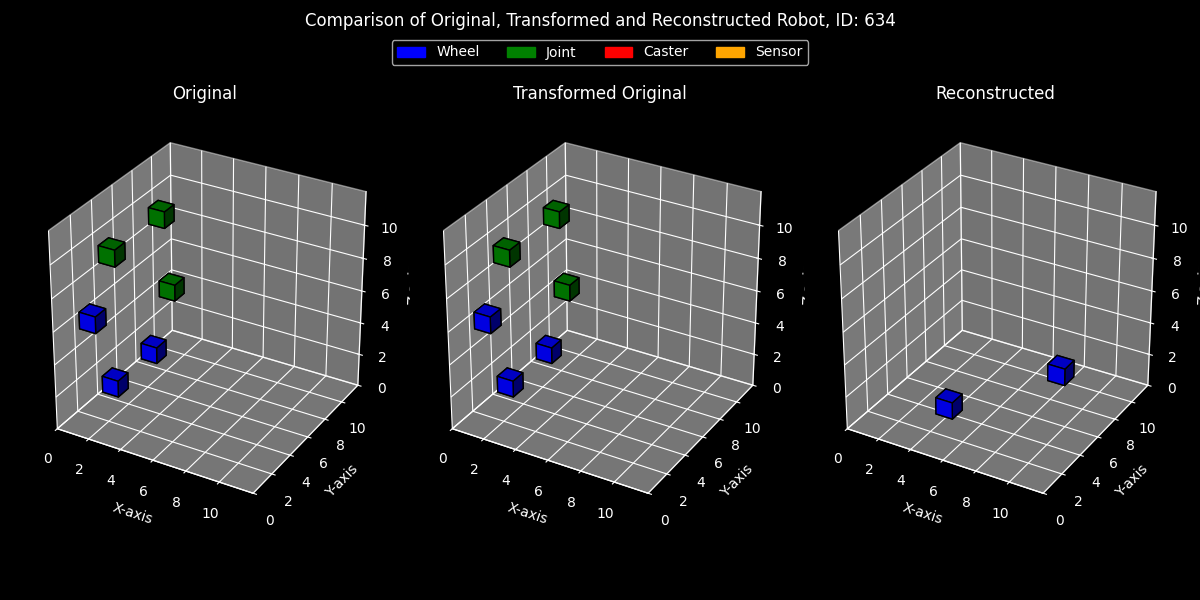 Comparison of Original, Transformed and Reconstructed Robot, ID: 634
Wheel Joint Caster Sensor
Original Transformed Original Reconstructed
10 10 10
8 8 8
6 6 6
4 4 4
2 2 2
0 0 0
0 2 4 6 8 10
X-axis
0 2 4 6 8 10
Y-axis
0 2 4 6 8 10
X-axis
0 2 4 6 8 10
Y-axis
0 2 4 6 8 10
X-axis
0 2 4 6 8 10
Y-axis